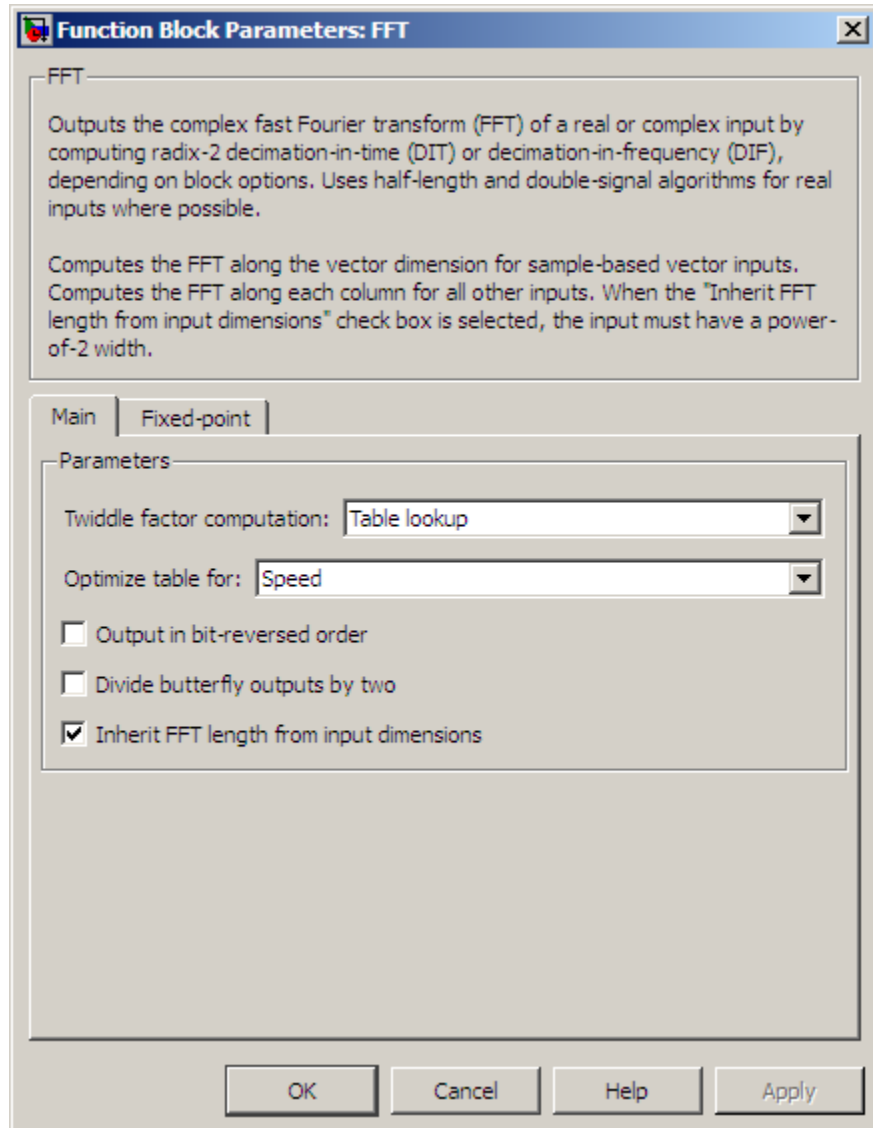 Function Block Parameters: FFT
FFT
Outputs the complex fast Fourier transform (FFT) of a real or complex input by
computing radix-2 decimation-in-time (DIT) or decimation-in-frequency (DIF),
depending on block options. Uses half-length and double-signal algorithms for real
inputs where possible.
Computes the FFT along the vector dimension for sample-based vector inputs.
Computes the FFT along each column for all other inputs. When the "Inherit FFT
length from input dimensions" check box is selected, the input must have a power-
of-2 width.
Main Fixed-point
Parameters
Twiddle factor computation: Table lookup
Optimize table for: Speed
Output in bit-reversed order
Divide butterfly outputs by two
Inherit FFT length from input dimensions
OK Cancel Help Apply